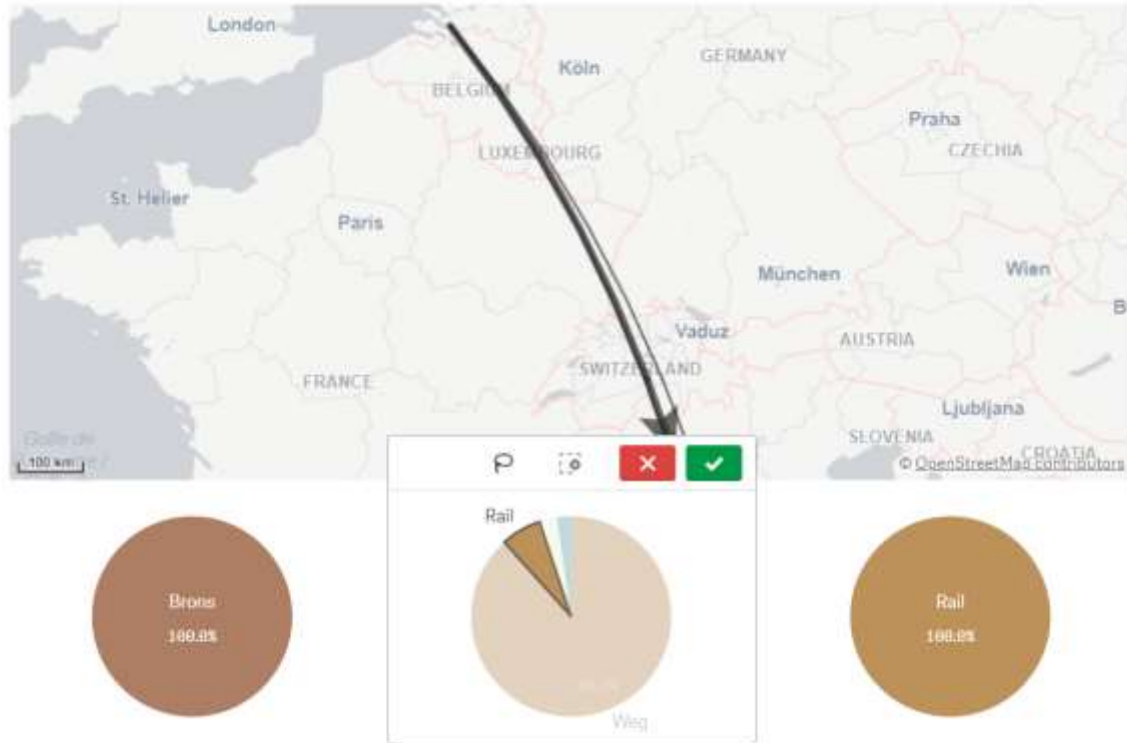 London
Köln
GERMANY
BELGIUM
Praha
LUXEMBOURG
CZECHIA
St. Helier
Paris
München
Wien
B
Vaduz
AUSTRIA
SWITZERLAND
FRANCE
Ljubljana
SLOVENIA
CROATIA
100 km
© OpenStreetMap contributors
Rail
Brons
100.0%
Rail
100.0%
Weg